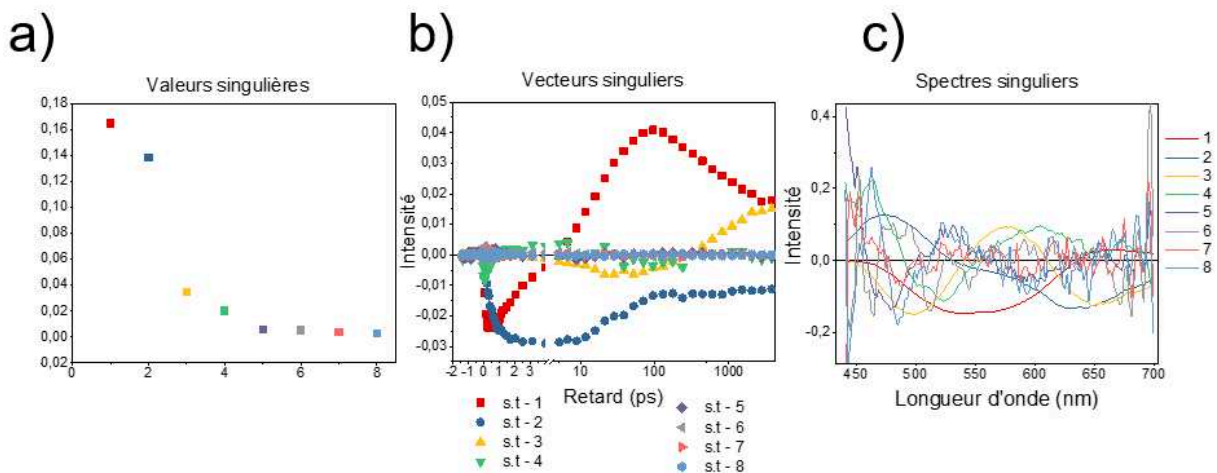 a)
b)
c)
Valeurs singulières
Vecteurs singuliers
Spectres singuliers
0,18
0,16
0,14
0,12
0,10
0,08
0,06
0,04
0,02
0,00
0,02
0
2
4
6
8
Intensité
0,05
0,04
0,03
0,02
0,01
0,00
-0,01
-0,02
-0,03
-2 -1 0 1 2 3
10
100
1000
Retard (ps)
s.t - 1
s.t - 2
s.t - 3
s.t - 4
s.t - 5
s.t - 6
s.t - 7
s.t - 8
Intensité
0,4
0,2
0,0
-0,2
450
500
550
600
650
700
Longueur d'onde (nm)
1
2
3
4
5
6
7
8